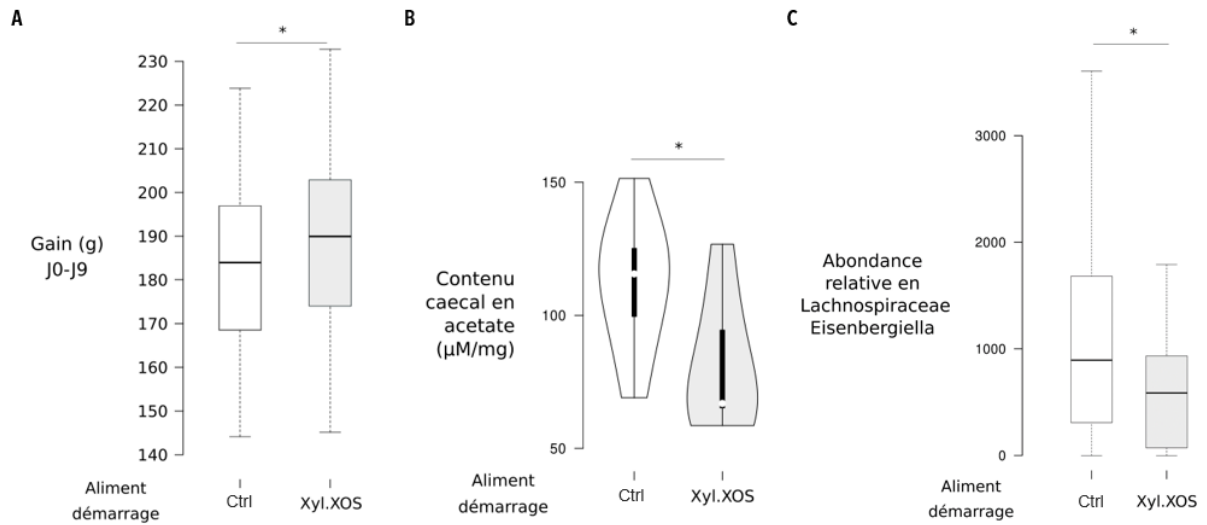 A
*
230
220
210
200
190
180
170
160
150
140
Gain (g)
J0-J9
Aliment
démarrage
Ctrl
Xyl.XOS
B
*
150
100
50
Contenu
caecal en
acetate
(µM/mg)
Aliment
démarrage
Ctrl
Xyl.XOS
C
*
3000
2000
1000
0
Abondance
relative en
Lachnospiraceae
Eisenbergiella
Aliment
démarrage
Ctrl
Xyl.XOS